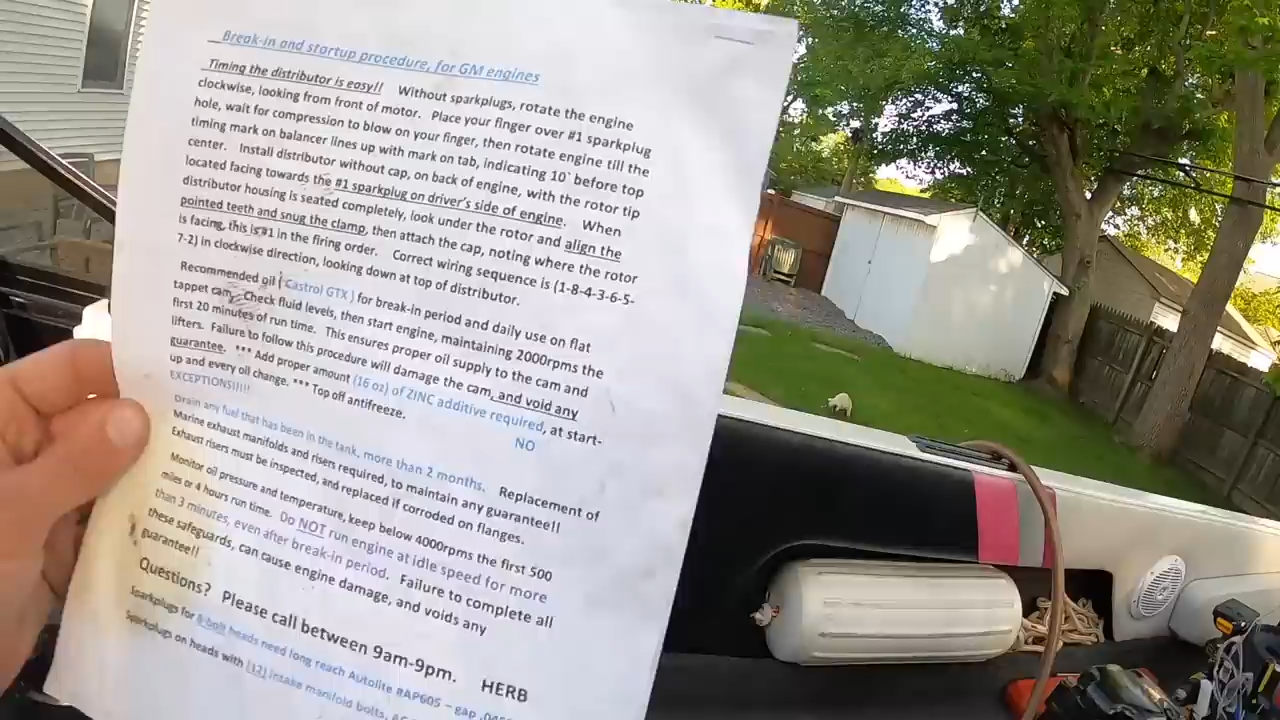 Break-in and startup procedure, for GM engines
Timing the distributor is easy!! Without sparkplugs, rotate the engine
clockwise, looking from front of motor. Place your finger over #1 sparkplug
hole, wait for compression to blow on your finger, then rotate engine till the
timing mark on balancer lines up with mark on tab, indicating 10` before top
center. Install distributor without cap, on back of engine, with the rotor tip
located facing towards the #1 sparkplug on driver's side of engine. When
distributor housing is seated completely, look under the rotor and align the
pointed teeth and snug the clamp, then attach the cap, noting where the rotor
is facing, this is #1 in the firing order. Correct wiring sequence is (1-8-4-3-6-5-
7-2) in clockwise direction, looking down at top of distributor.
Recommended oil ( Castrol GTX ) for break-in period and daily use on flat
tappet cam. Check fluid levels, then start engine, maintaining 2000rpms the
first 20 minutes of run time. This ensures proper oil supply to the cam and
lifters. Failure to follow this procedure will damage the cam, and void any
guarantee. *** Add proper amount (16 oz) of ZINC additive required, at start-
up and every oil change. *** Top off antifreeze. NO
EXCEPTIONS!!!!!
Drain any fuel that has been in the tank, more than 2 months. Replacement of
Marine exhaust manifolds and risers required, to maintain any guarantee!!
Exhaust risers must be inspected, and replaced if corroded on flanges.
Monitor oil pressure and temperature, keep below 4000rpms the first 500
miles or 4 hours run time. Do NOT run engine at idle speed for more
than 3 minutes, even after break-in period. Failure to complete all
these safeguards, can cause engine damage, and voids any
guarantee!!
Questions? Please call between 9am-9pm. HERB
Sparkplugs for 8-bolt heads need long reach Autolite #AP605 – gap
Sparkplugs on heads with (12) intake manifold bolts,